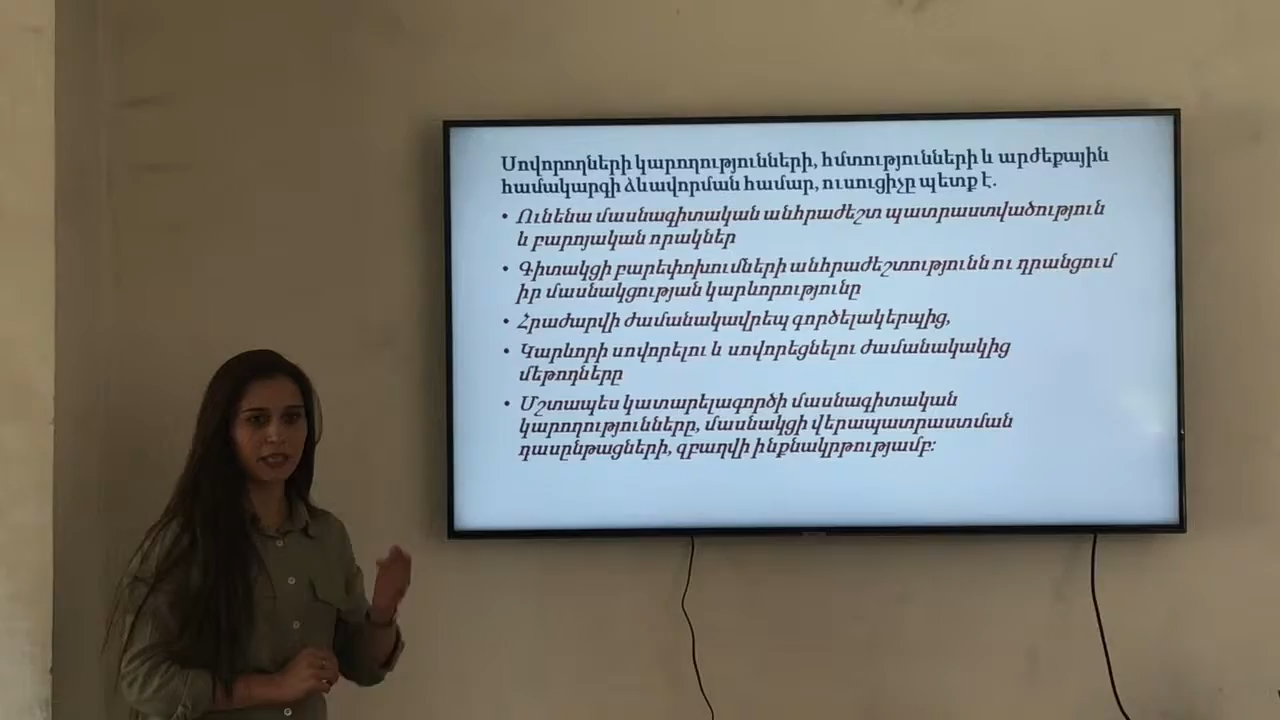 Սովորողների կարողությունների, հմտությունների և արժեքային
համակարգի ձևավորման համար, ուսուցիչը պետք է.
• Ունենա մասնագիտական անհրաժեշտ պատրաստվածություն
և բարոյական որակներ
• Գիտակցի բարեփոխումների անհրաժեշտությունն ու դրանցում
իր մասնակցության կարևորությունը
• Հրաժարվի ժամանակավրեպ գործելակերպից,
• Կարևորի սովորելու և սովորեցնելու ժամանակակից
մեթոդները
• Մշտապես կատարելագործի մասնագիտական
կարողությունները, մասնակցի վերապատրաստման
դասընթացների, զբաղվի ինքնակրթությամբ: